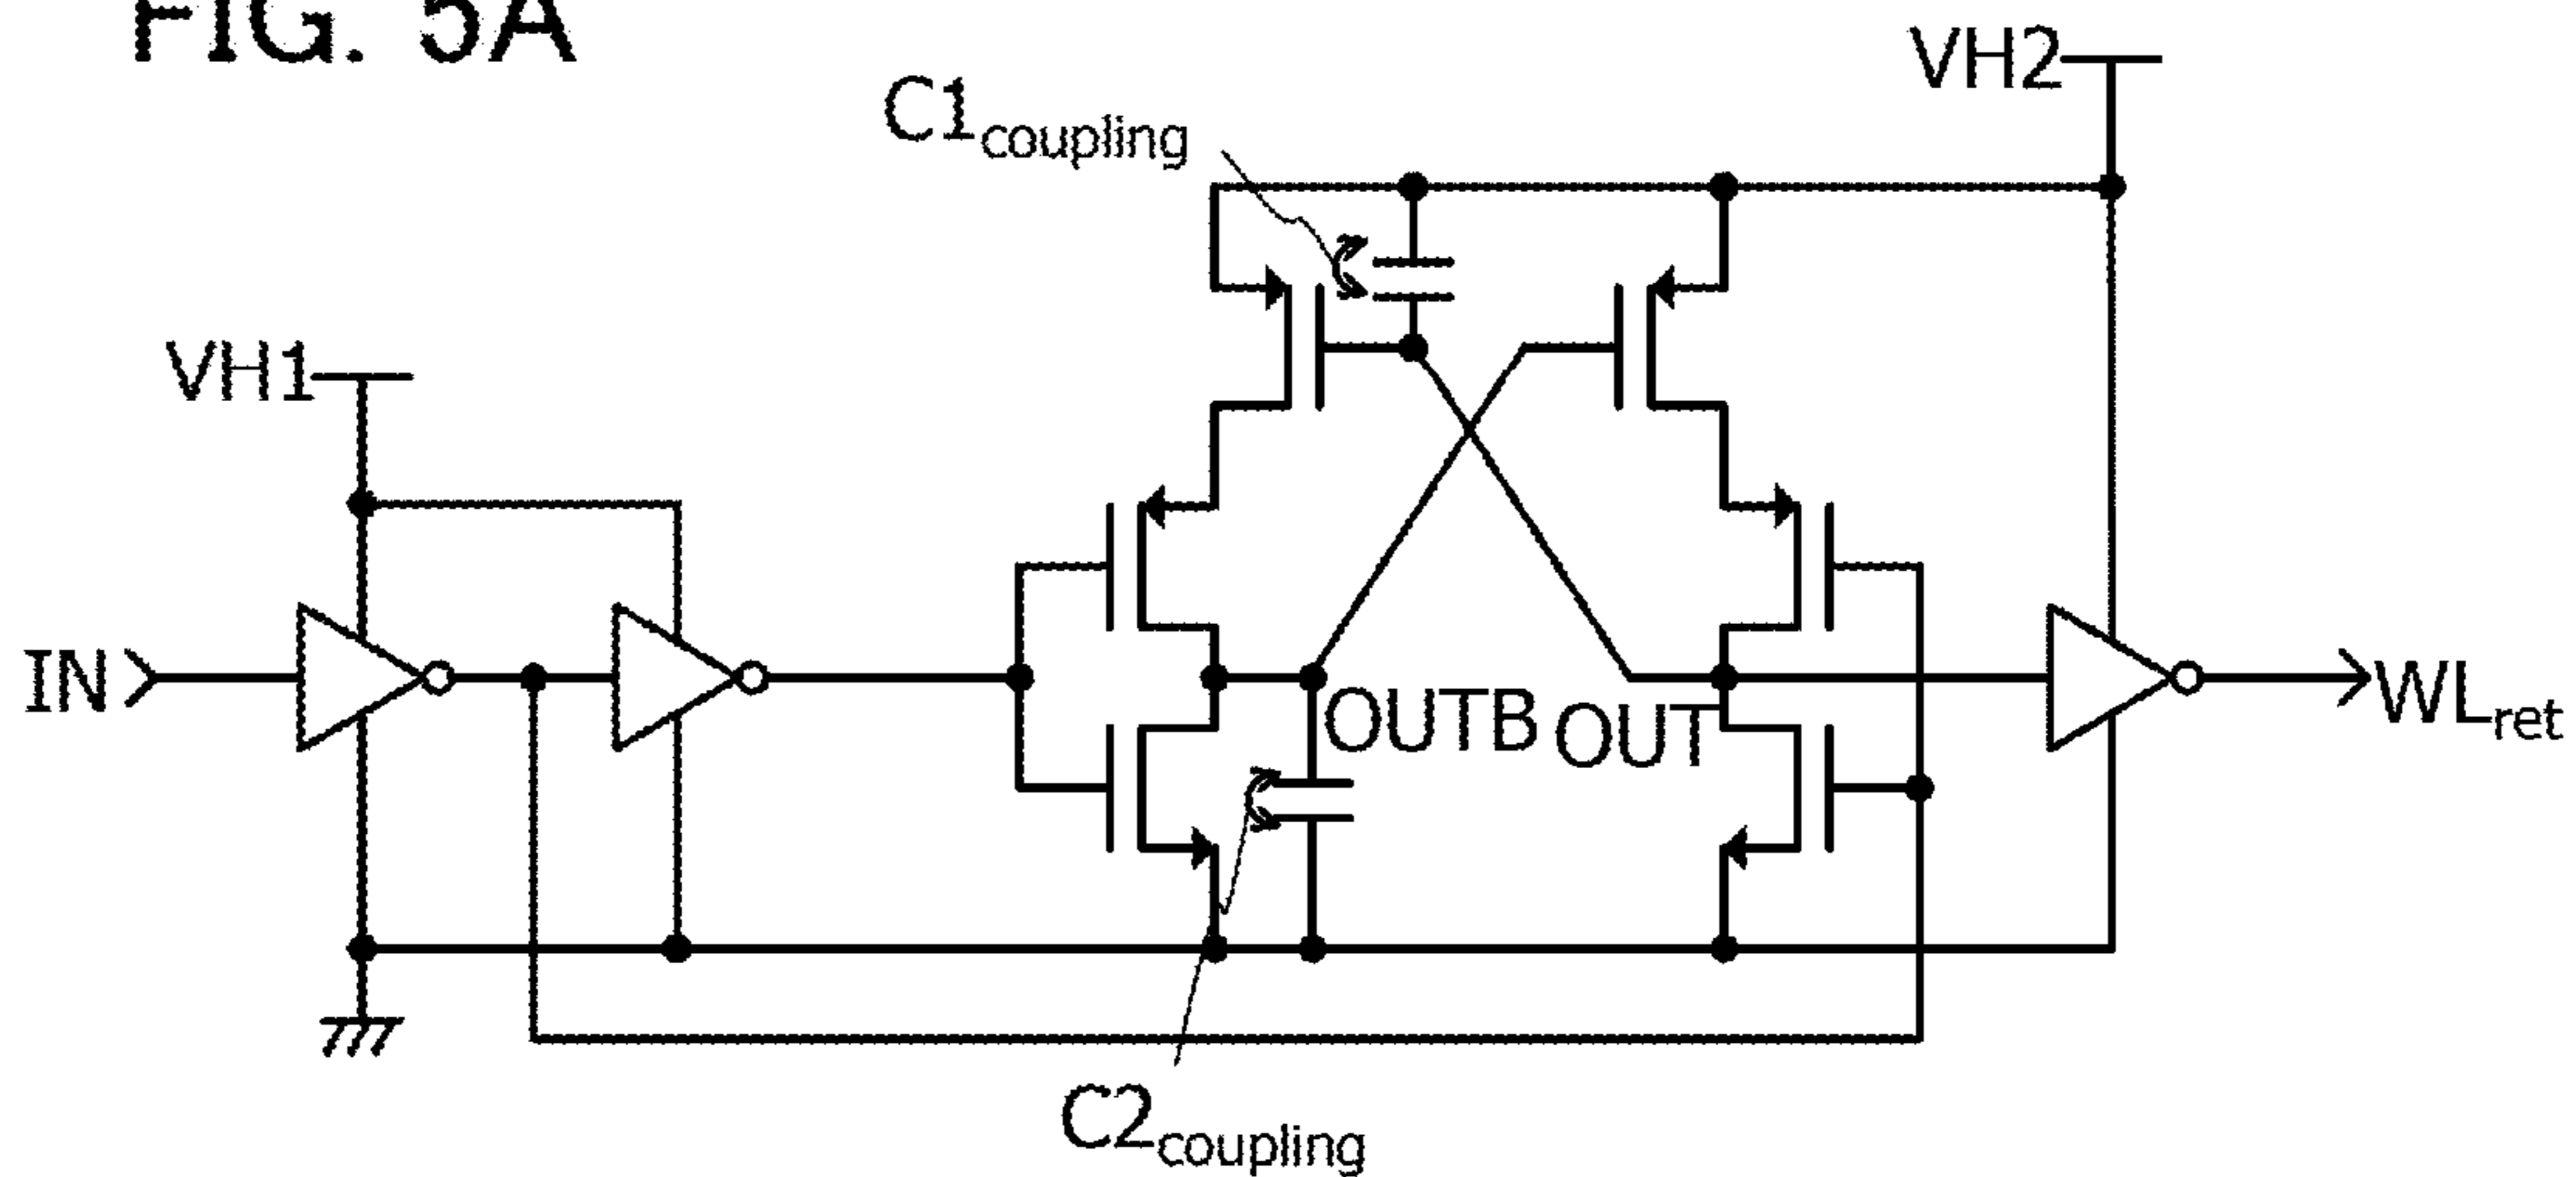 FIG. 5A
VH2
C1coupling
VH1
IN
OUTB
OUT
WLret
C2coupling